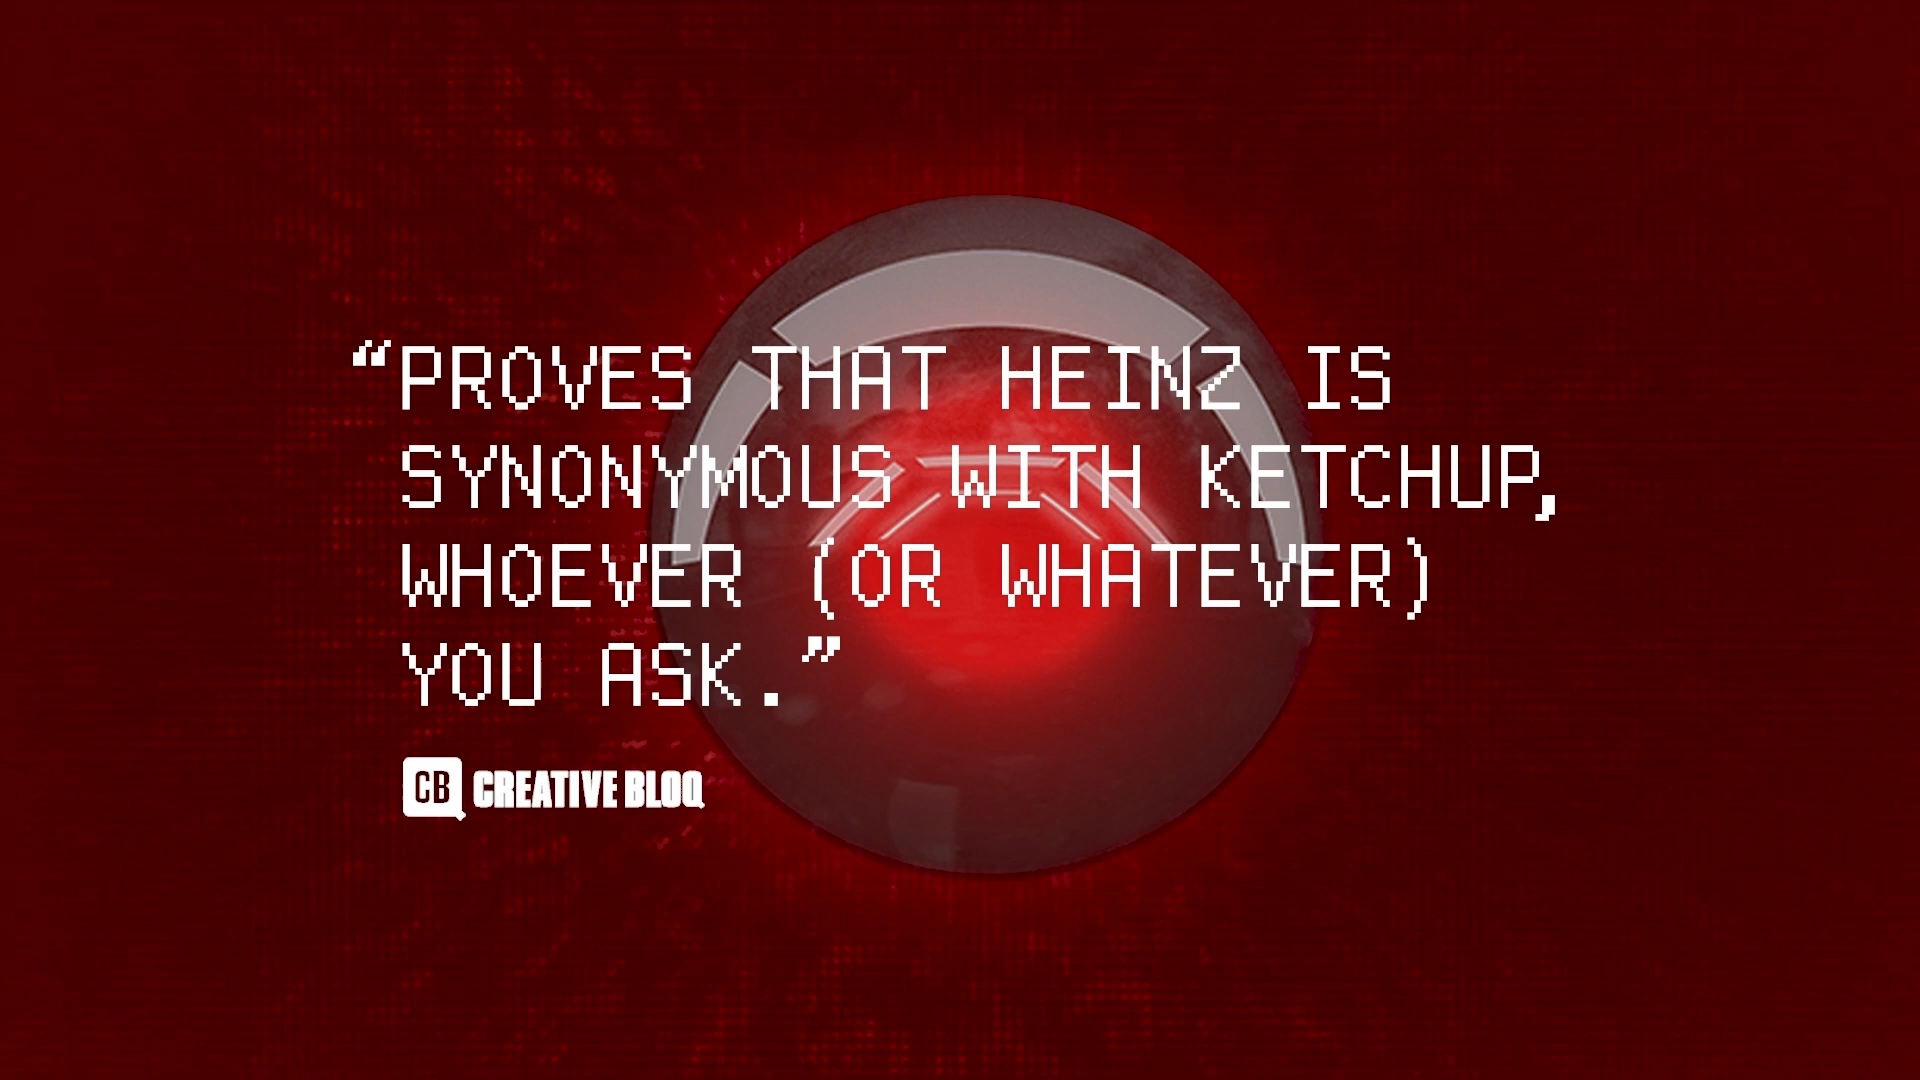 “PROVES THAT HEINZ IS
SYNONYMOUS WITH KETCHUP,
WHOEVER (OR WHATEVER)
YOU ASK.”
CB CREATIVE BLOQ